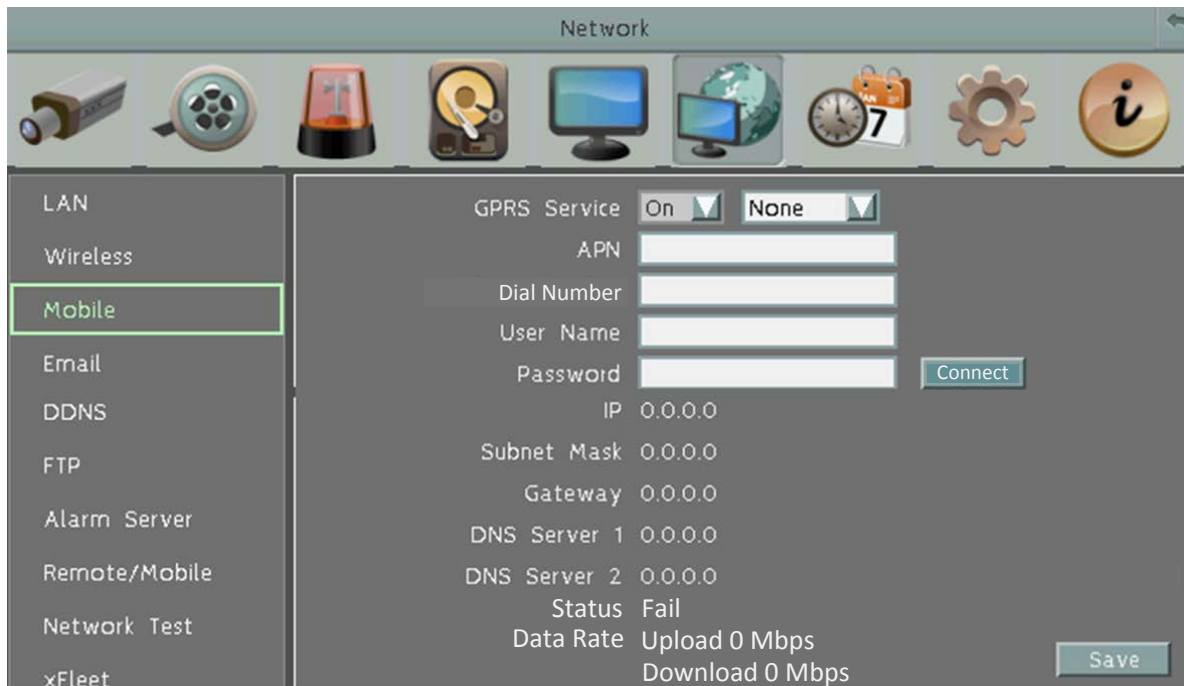 Network
JAN
7
i
LAN
Wireless
Mobile
Email
DDNS
FTP
Alarm Server
Remote/Mobile
Network Test
xFleet
GPRS Service On None
APN
Dial Number
User Name
Password Connect
IP 0.0.0.0
Subnet Mask 0.0.0.0
Gateway 0.0.0.0
DNS Server 1 0.0.0.0
DNS Server 2 0.0.0.0
Status Fail
Data Rate Upload 0 Mbps
Download 0 Mbps
Save